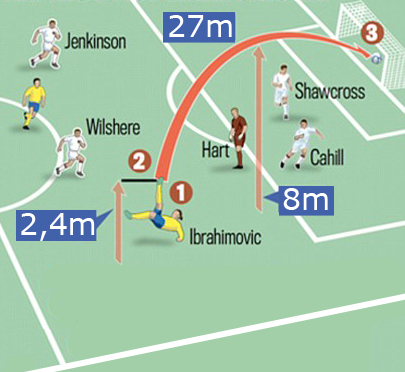 27m
3
Jenkinson
Shawcross
Wilshere
2
Hart
Cahill
1
8m
2,4m
Ibrahimovic